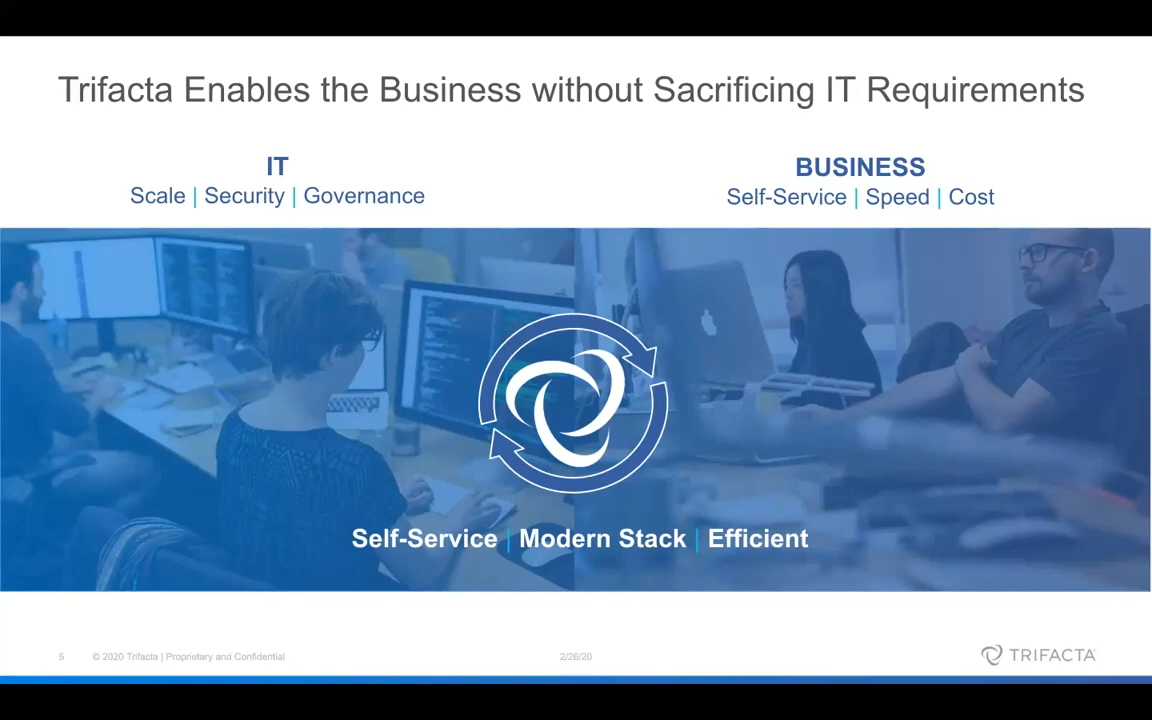 Trifacta Enables the Business without Sacrificing IT Requirements
IT
Scale | Security | Governance
BUSINESS
Self-Service | Speed | Cost
Self-Service | Modern Stack | Efficient
5
© 2020 Trifacta | Proprietary and Confidential
2/26/20
TRIFACTA